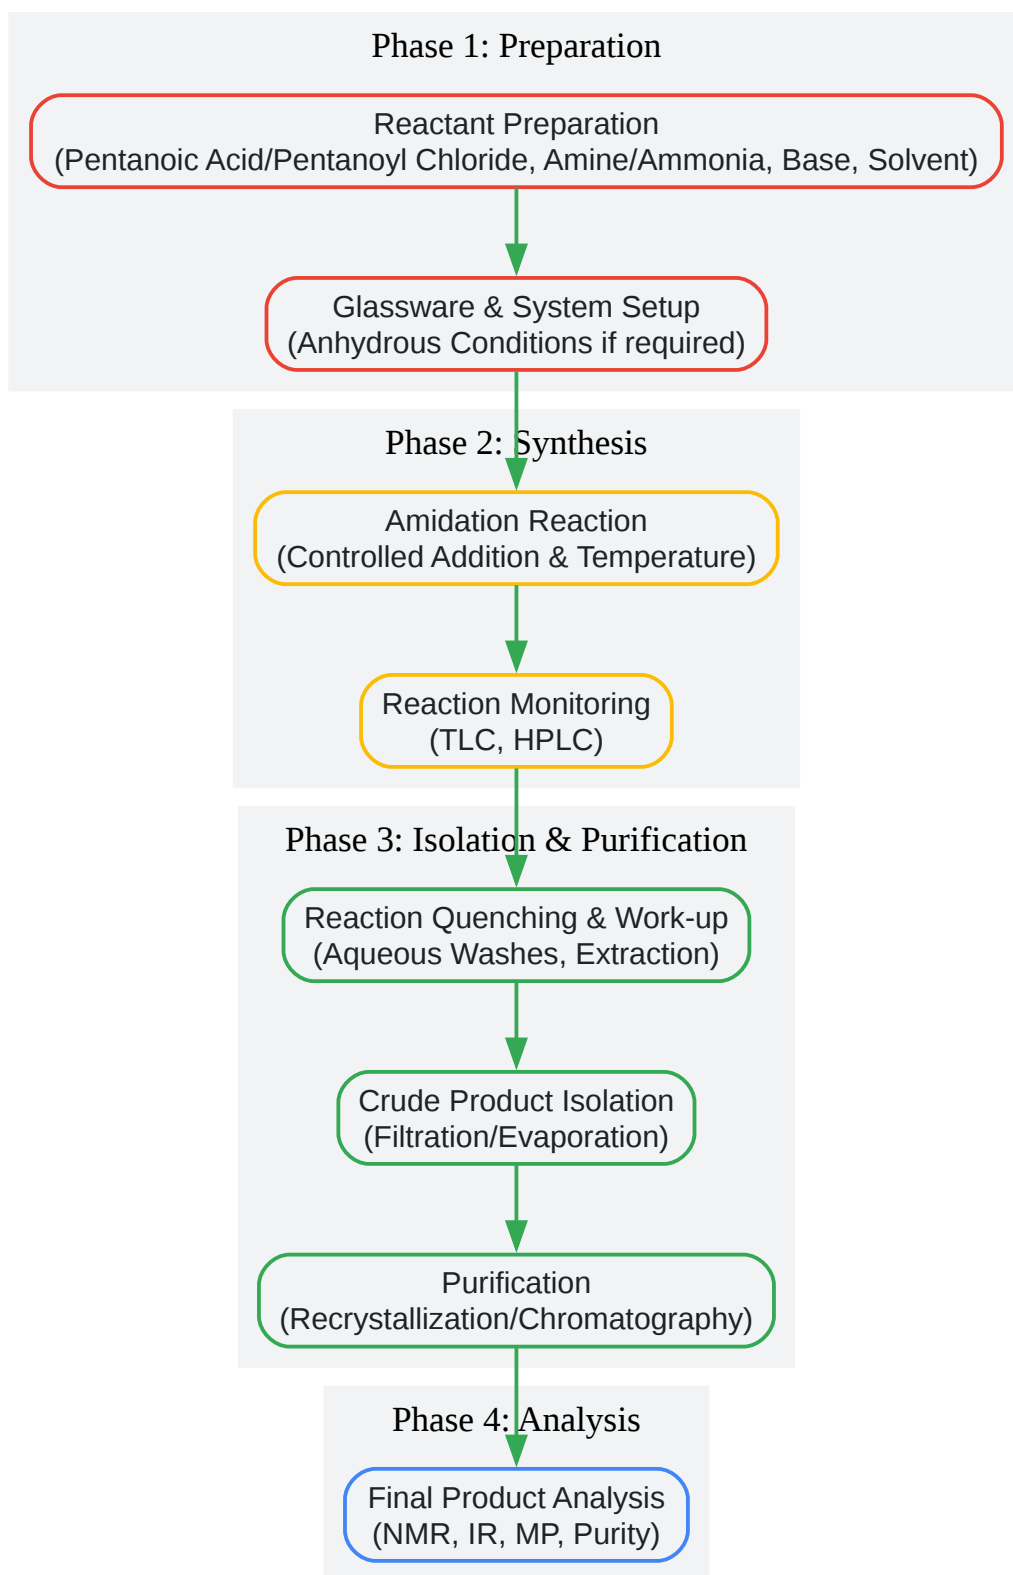 Phase 1: Preparation
Reactant Preparation
(Pentanoic Acid/Pentanoyl Chloride, Amine/Ammonia, Base, Solvent)
Glassware & System Setup
(Anhydrous Conditions if required)
Phase 2: Synthesis
Amidation Reaction
(Controlled Addition & Temperature)
Reaction Monitoring
(TLC, HPLC)
Phase 3: Isolation & Purification
Reaction Quenching & Work-up
(Aqueous Washes, Extraction)
Crude Product Isolation
(Filtration/Evaporation)
Purification
(Recrystallization/Chromatography)
Phase 4: Analysis
Final Product Analysis
(NMR, IR, MP, Purity)